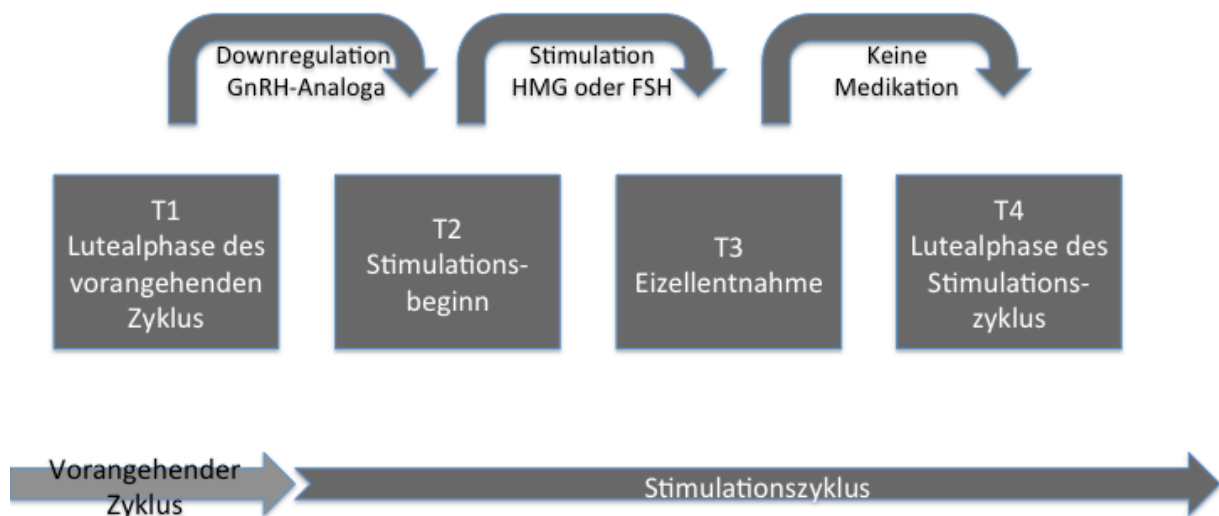 Downregulation
GnRH-Analoga
Stimulation
HMG oder FSH
Keine
Medikation
T1
Lutealphase des
vorangehenden
Zyklus
T2
Stimulations-
beginn
T3
Eizellentnahme
T4
Lutealphase des
Stimulations-
zyklus
Vorangehender
Zyklus
Stimulationszyklus